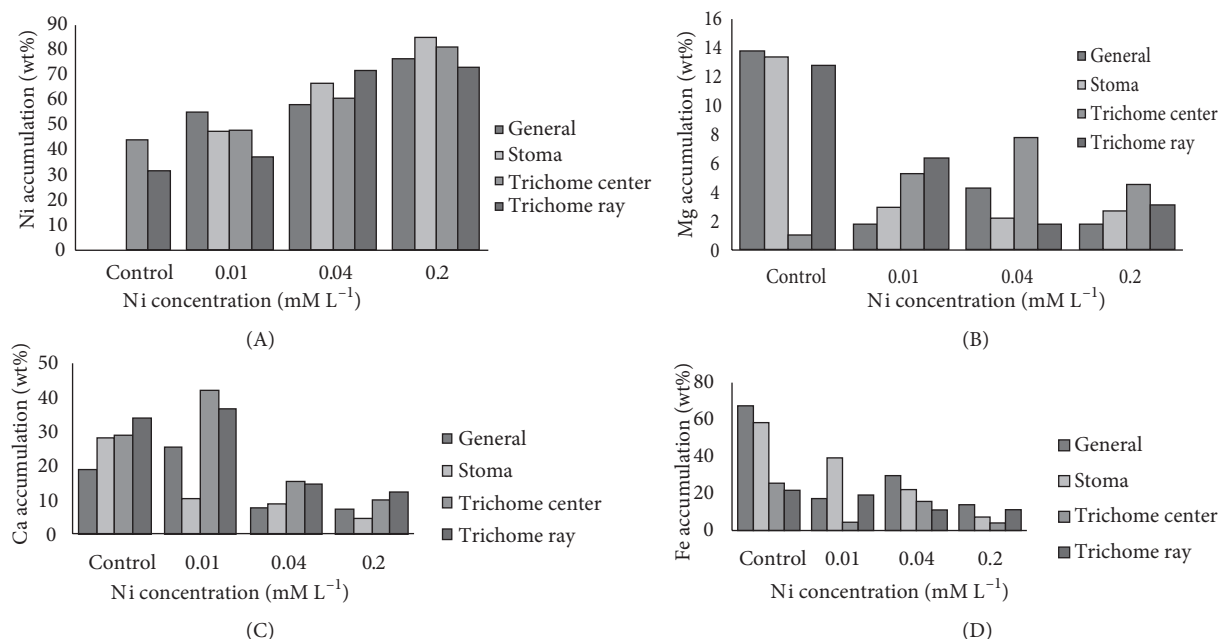 Ni accumulation (wt%)
90
80
70
60
50
40
30
20
10
0
Control 0.01 0.04 0.2
Ni concentration (mM L⁻¹)
General
Stoma
Trichome center
Trichome ray
(A)
Mg accumulation (wt%)
16
14
12
10
8
6
4
2
0
Control 0.01 0.04 0.2
Ni concentration (mM L⁻¹)
General
Stoma
Trichome center
Trichome ray
(B)
Ca accumulation (wt%)
50
40
30
20
10
0
Control 0.01 0.04 0.2
Ni concentration (mM L⁻¹)
General
Stoma
Trichome center
Trichome ray
(C)
Fe accumulation (wt%)
80
60
40
20
0
Control 0.01 0.04 0.2
Ni concentration (mM L⁻¹)
General
Stoma
Trichome center
Trichome ray
(D)